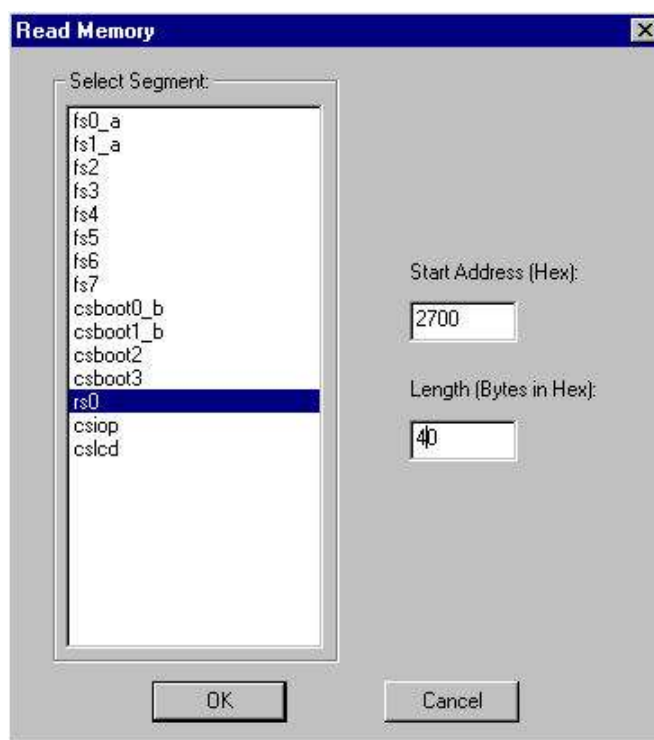 Read Memory
Select Segment:
fs0_a
fs1_a
fs2
fs3
fs4
fs5
fs6
fs7
csboot0_b
csboot1_b
csboot2
csboot3
rs0
csiop
cslcd
Start Address (Hex):
2700
Length (Bytes in Hex):
40
OK
Cancel